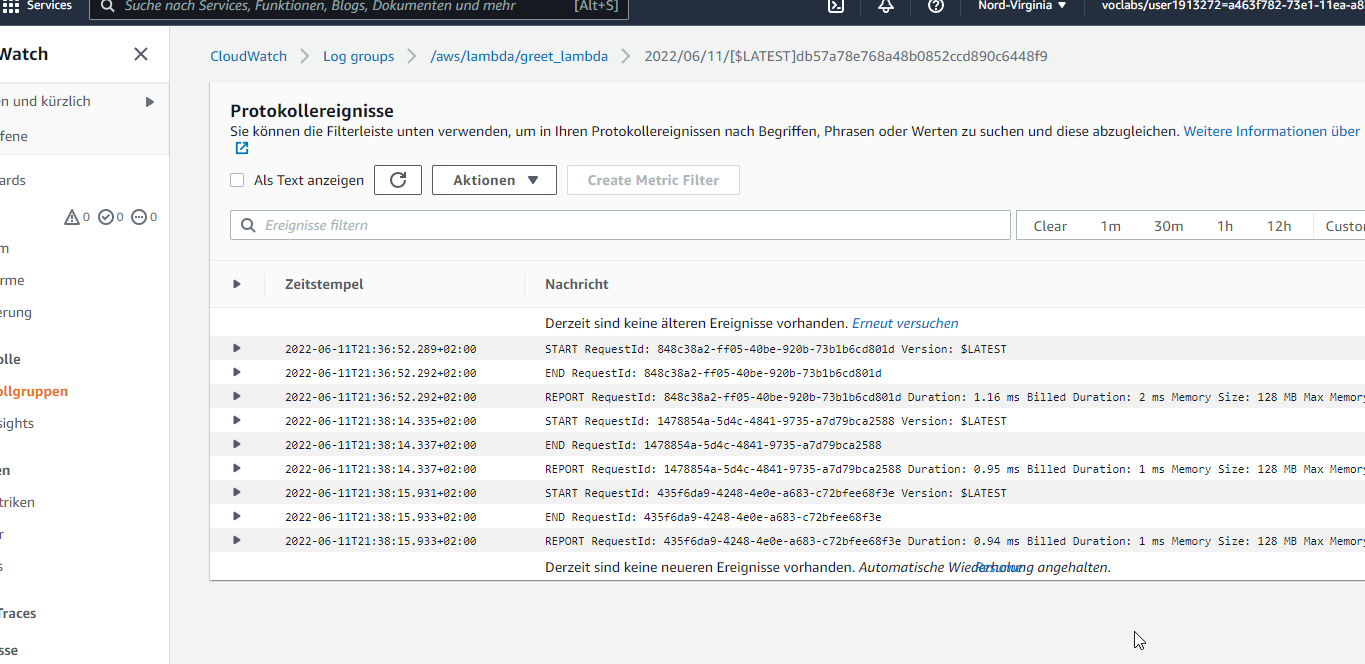 Services
Suche nach Services, Funktionen, Blogs, Dokumenten und mehr [Alt+S]
Nord-Virginia ▼
voclabs/user1913272=a463f782-73e1-11ea-a8
Watch
CloudWatch > Log groups > /aws/lambda/greet_lambda > 2022/06/11/[$LATEST]db57a78e768a48b0852ccd890c6448f9
n und kürzlich
fene
ards
0 0 0
m
rme
erung
olle
ollgruppen
sights
en
triken
r
s
Traces
sse
Protokollereignisse
Sie können die Filterleiste unten verwenden, um in Ihren Protokollereignissen nach Begriffen, Phrasen oder Werten zu suchen und diese abzugleichen. Weitere Informationen über
Als Text anzeigen
Aktionen ▼
Create Metric Filter
Ereignisse filtern
Clear 1m 30m 1h 12h Custo
Zeitstempel Nachricht
Derzeit sind keine älteren Ereignisse vorhanden. Erneut versuchen
2022-06-11T21:36:52.289+02:00 START RequestId: 848c38a2-ff05-40be-920b-73b1b6cd801d Version: $LATEST
2022-06-11T21:36:52.292+02:00 END RequestId: 848c38a2-ff05-40be-920b-73b1b6cd801d
2022-06-11T21:36:52.292+02:00 REPORT RequestId: 848c38a2-ff05-40be-920b-73b1b6cd801d Duration: 1.16 ms Billed Duration: 2 ms Memory Size: 128 MB Max Memory
2022-06-11T21:38:14.335+02:00 START RequestId: 1478854a-5d4c-4841-9735-a7d79bca2588 Version: $LATEST
2022-06-11T21:38:14.337+02:00 END RequestId: 1478854a-5d4c-4841-9735-a7d79bca2588
2022-06-11T21:38:14.337+02:00 REPORT RequestId: 1478854a-5d4c-4841-9735-a7d79bca2588 Duration: 0.95 ms Billed Duration: 1 ms Memory Size: 128 MB Max Memory
2022-06-11T21:38:15.931+02:00 START RequestId: 435f6da9-4248-4e0e-a683-c72bfee68f3e Version: $LATEST
2022-06-11T21:38:15.933+02:00 END RequestId: 435f6da9-4248-4e0e-a683-c72bfee68f3e
2022-06-11T21:38:15.933+02:00 REPORT RequestId: 435f6da9-4248-4e0e-a683-c72bfee68f3e Duration: 0.94 ms Billed Duration: 1 ms Memory Size: 128 MB Max Memory
Derzeit sind keine neueren Ereignisse vorhanden. Automatische Wiederholung angehalten. Resume